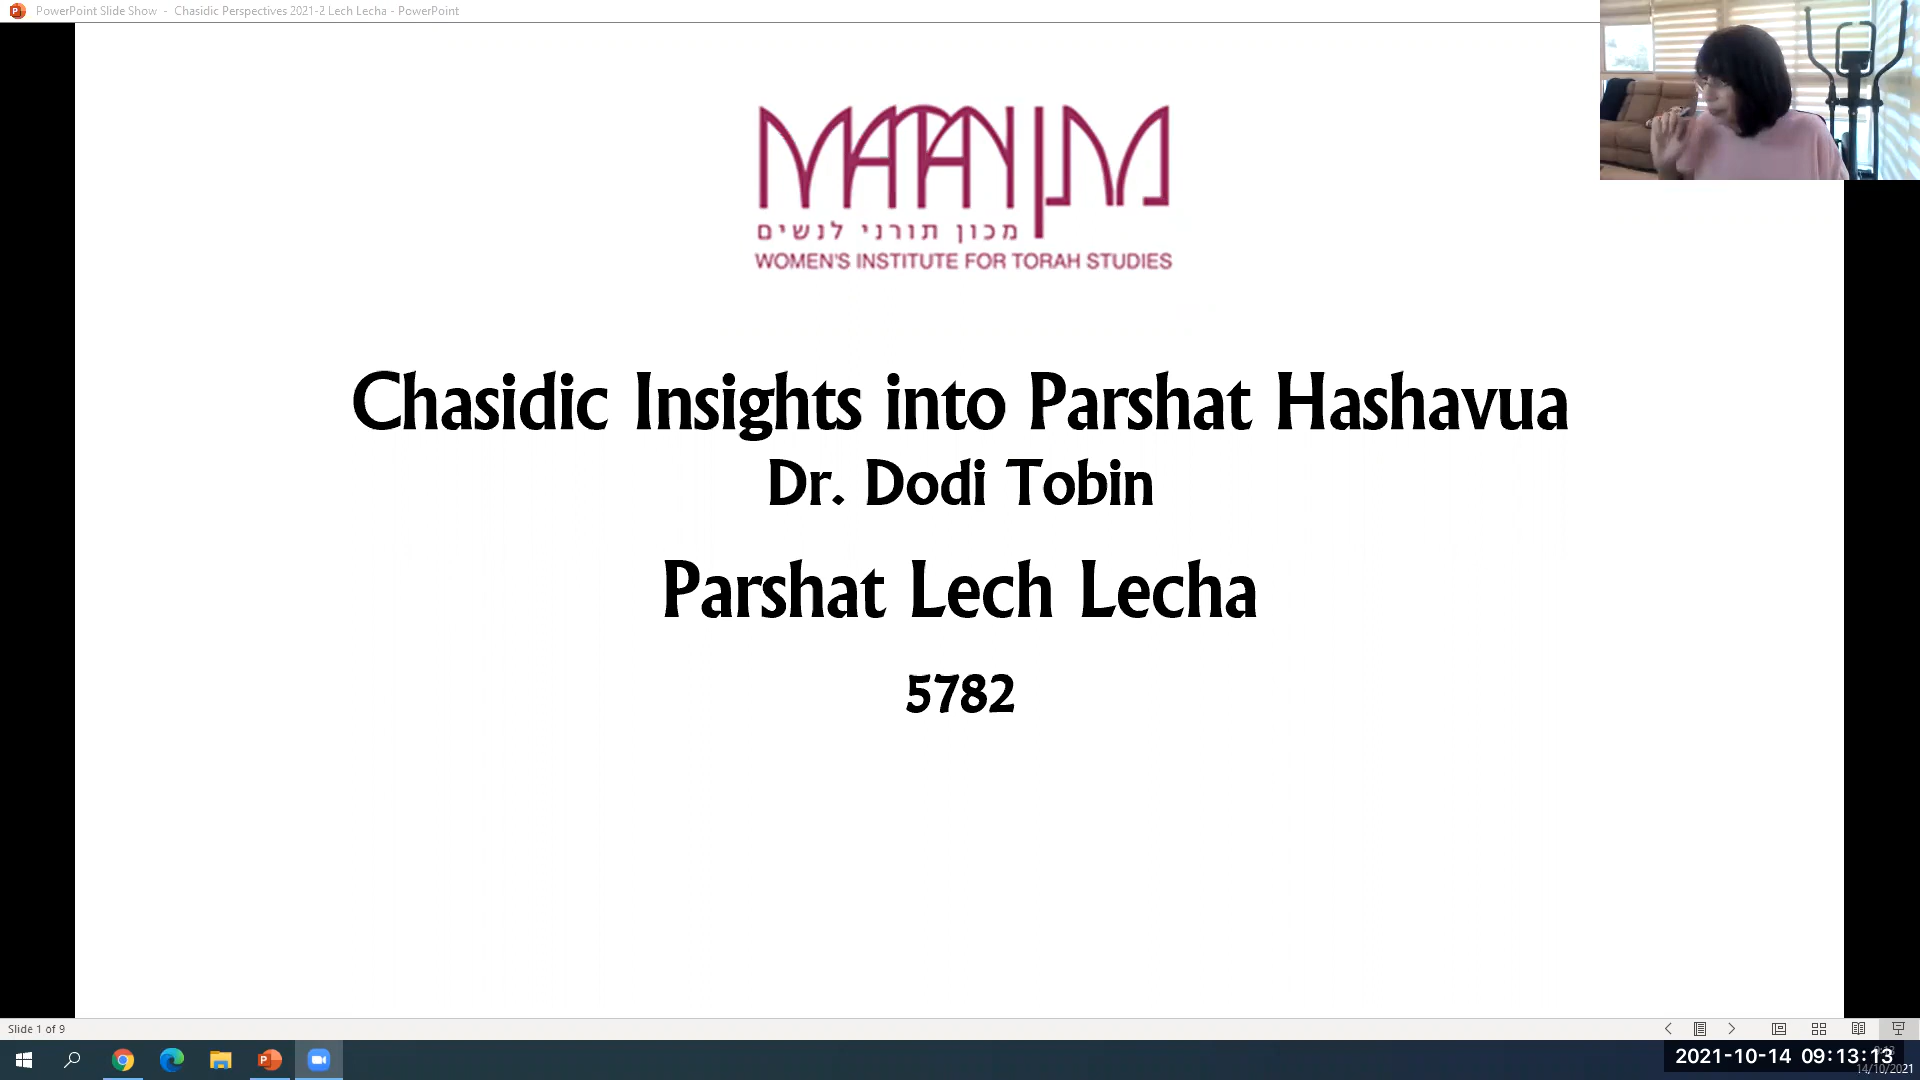 PowerPoint Slide Show - Chasidic Perspectives 2021-2 Lech Lecha - PowerPoint
MATAN מתן
מכון תורני לנשים
WOMEN'S INSTITUTE FOR TORAH STUDIES
Chasidic Insights into Parshat Hashavua
Dr. Dodi Tobin
Parshat Lech Lecha
5782
Slide 1 of 9
2021-10-14 09:13:13
14/10/2021